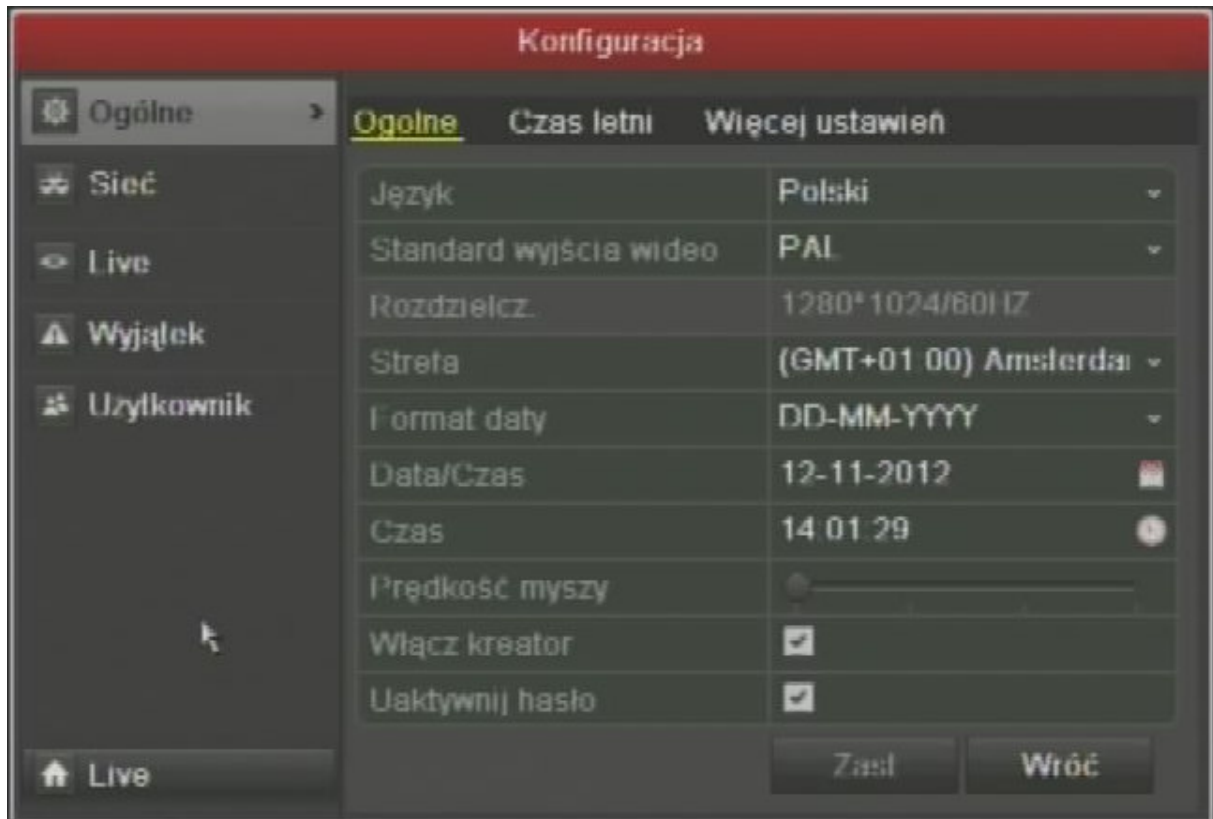 Konfiguracja
Ogólne
Sieć
Live
Wyjątek
Użytkownik
Live
Ogolne Czas letni Więcej ustawień
Język Polski
Standard wyjścia wideo PAL
Rozdzielcz. 1280*1024/60HZ
Strefa (GMT+01:00) Amsterda
Format daty DD-MM-YYYY
Data/Czas 12-11-2012
Czas 14:01:29
Prędkość myszy
Włącz kreator
Uaktywnij hasło
Zast Wróć